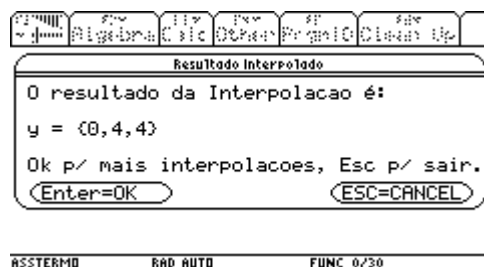 Algebra Calc Other PrgmIO Clean Up
Resultado Interpolado
O resultado da Interpolacao é:
y = {0,4,4}
Ok p/ mais interpolacoes, Esc p/ sair.
Enter=OK ESC=CANCEL
ASSTERMO RAD AUTO FUNC 0/30